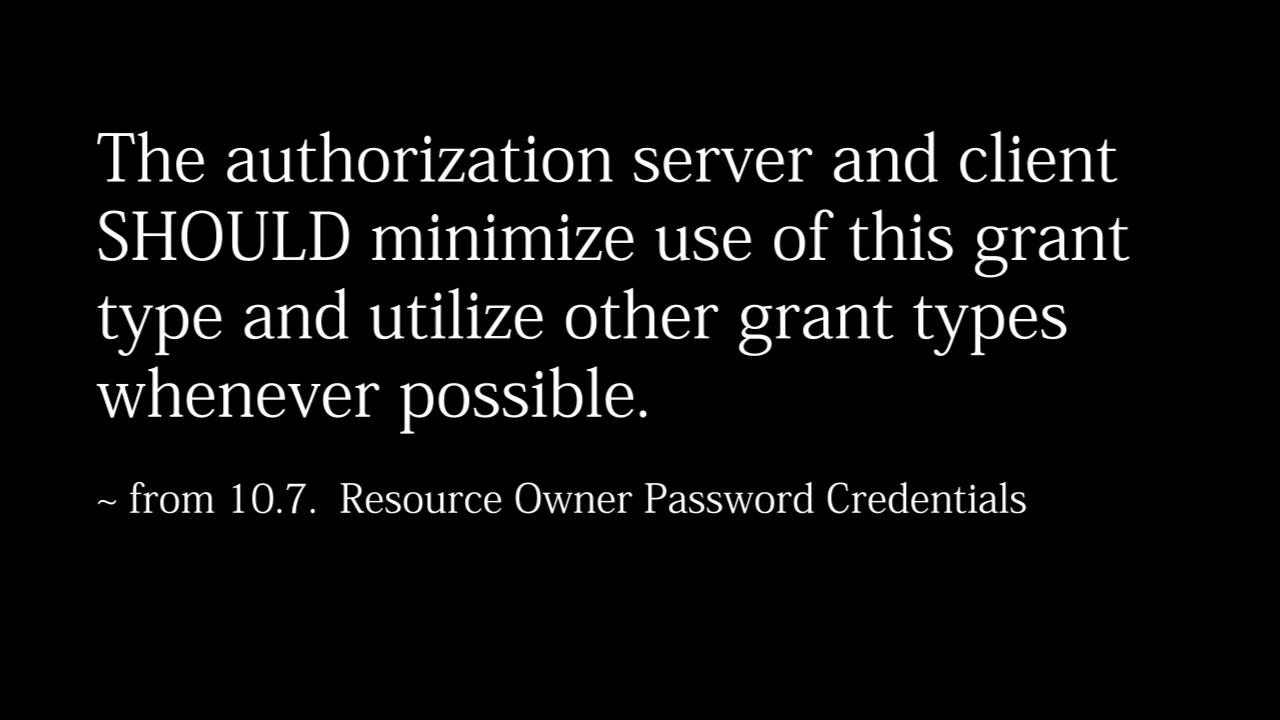 The authorization server and client
SHOULD minimize use of this grant
type and utilize other grant types
whenever possible.
~ from 10.7.  Resource Owner Password Credentials